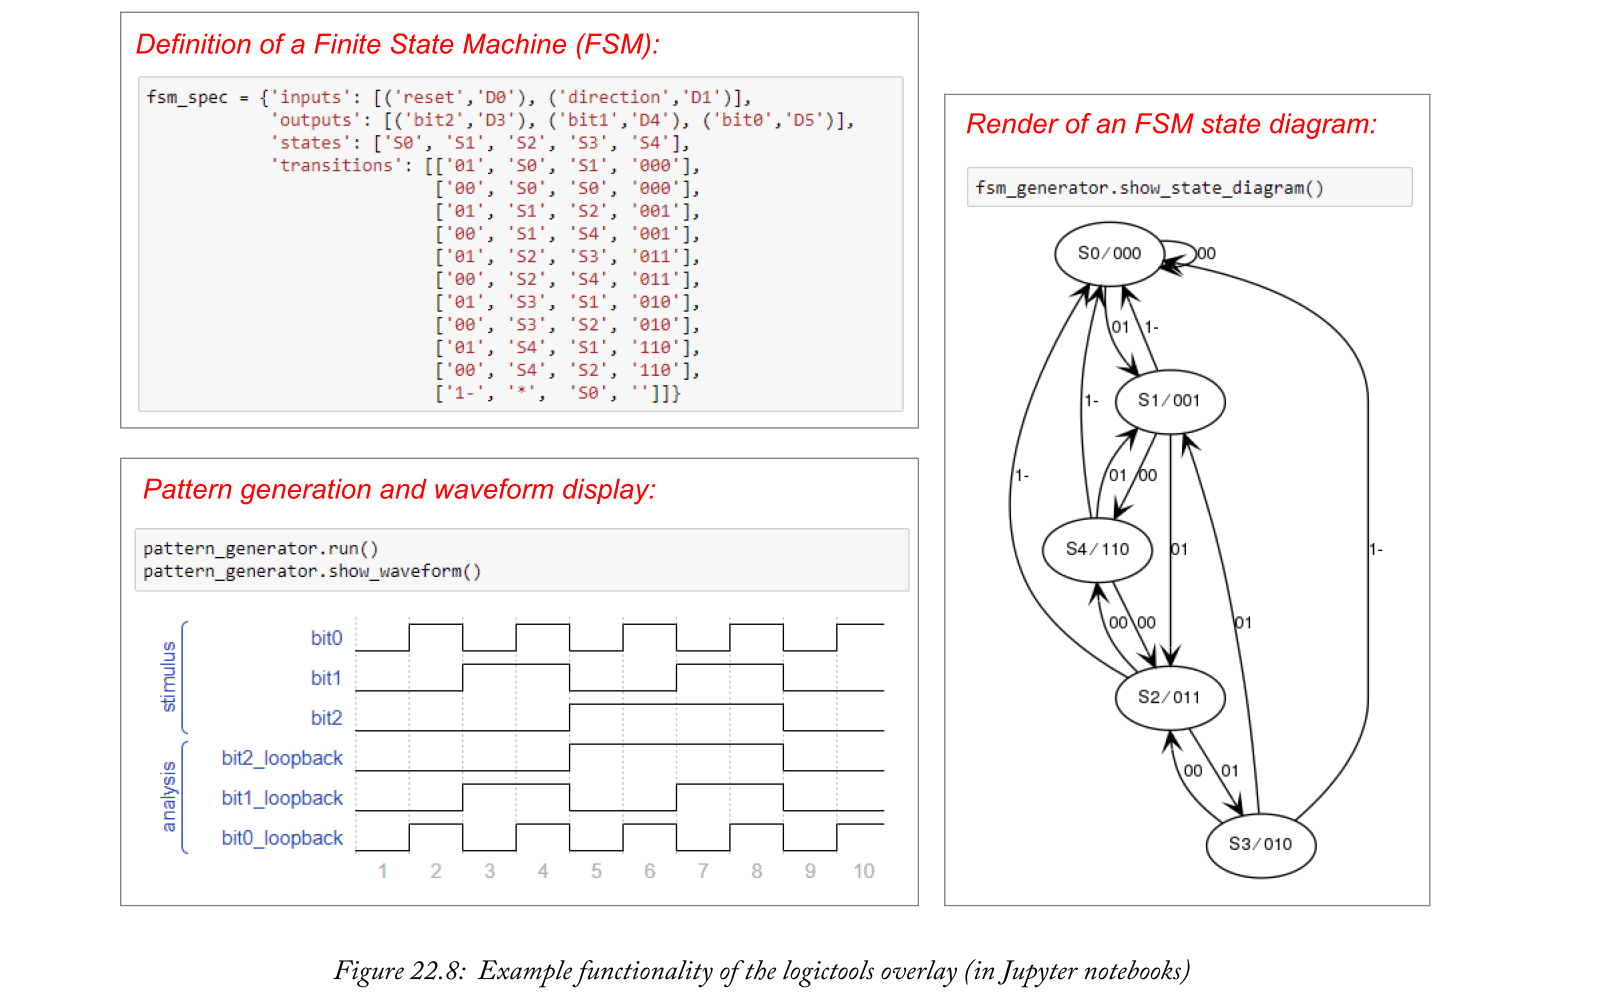 Definition of a Finite State Machine (FSM):
fsm_spec = {'inputs': [('reset','D0'), ('direction','D1')],
'outputs': [('bit2','D3'), ('bit1','D4'), ('bit0','D5')],
'states': ['S0', 'S1', 'S2', 'S3', 'S4'],
'transitions': [['01', 'S0', 'S1', '000'],
['00', 'S0', 'S0', '000'],
['01', 'S1', 'S2', '001'],
['00', 'S1', 'S4', '001'],
['01', 'S2', 'S3', '011'],
['00', 'S2', 'S4', '011'],
['01', 'S3', 'S1', '010'],
['00', 'S3', 'S2', '010'],
['01', 'S4', 'S1', '110'],
['00', 'S4', 'S2', '110'],
['1-', '*', 'S0', '']]}
Pattern generation and waveform display:
pattern_generator.run()
pattern_generator.show_waveform()
stimulus
bit0
bit1
bit2
analysis
bit2_loopback
bit1_loopback
bit0_loopback
1 2 3 4 5 6 7 8 9 10
Render of an FSM state diagram:
fsm_generator.show_state_diagram()
S0/000 00
01 1-
1- S1/001
1- 01 00
S4/110 01 1-
00 00 01
S2/011
00 01
S3/010
Figure 22.8: Example functionality of the logictools overlay (in Jupyter notebooks)